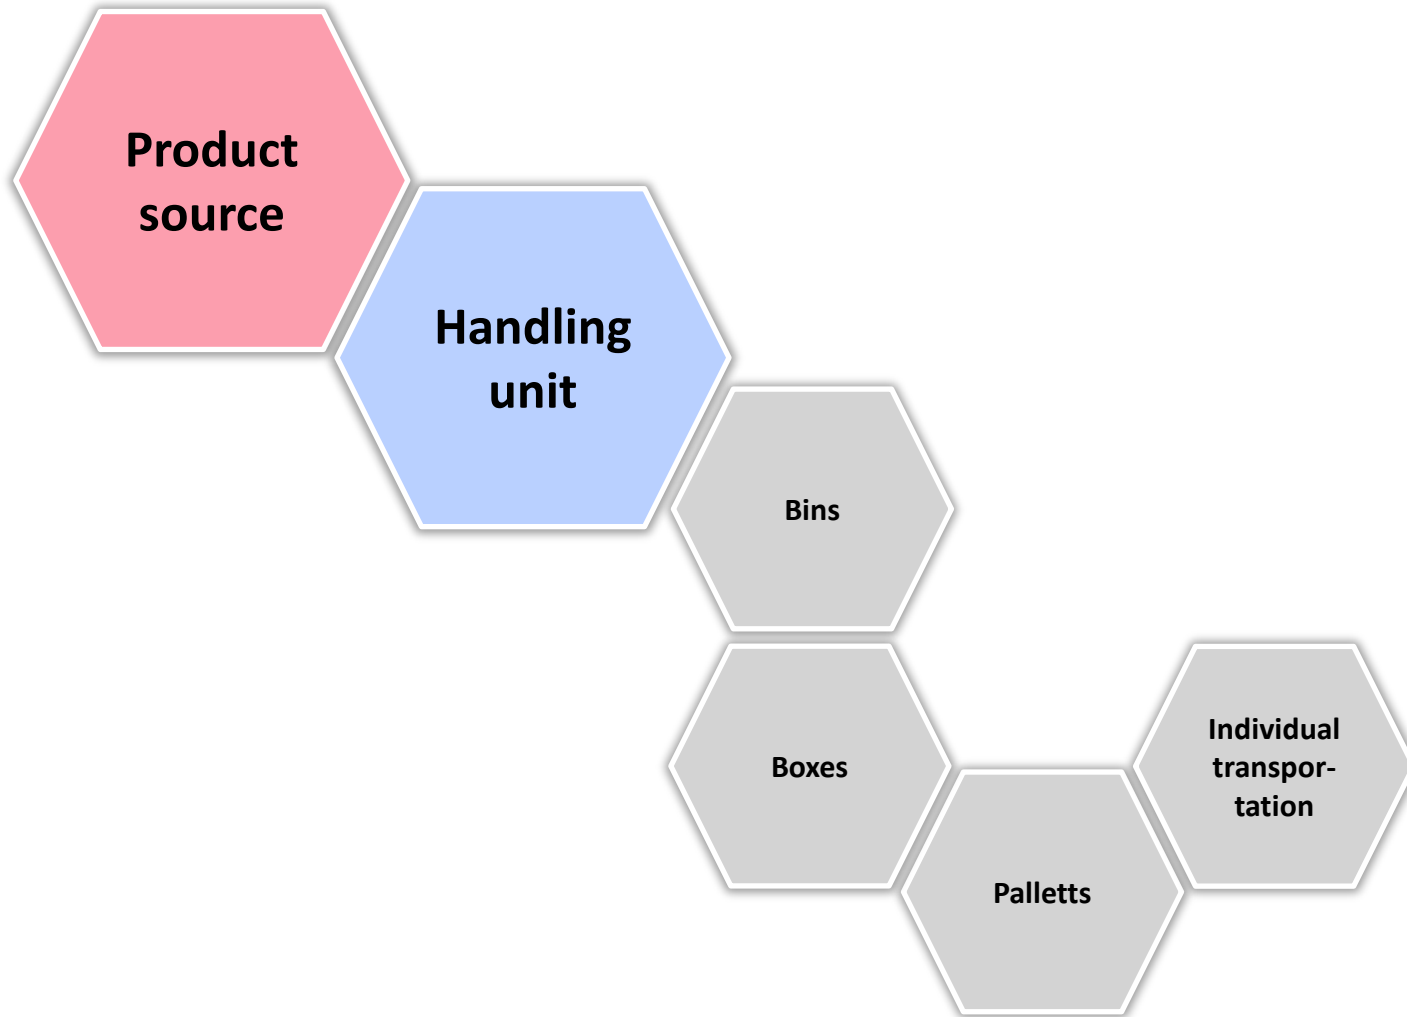 Product
source
Handling
unit
Bins
Boxes
Individual
transpor-
tation
Palletts